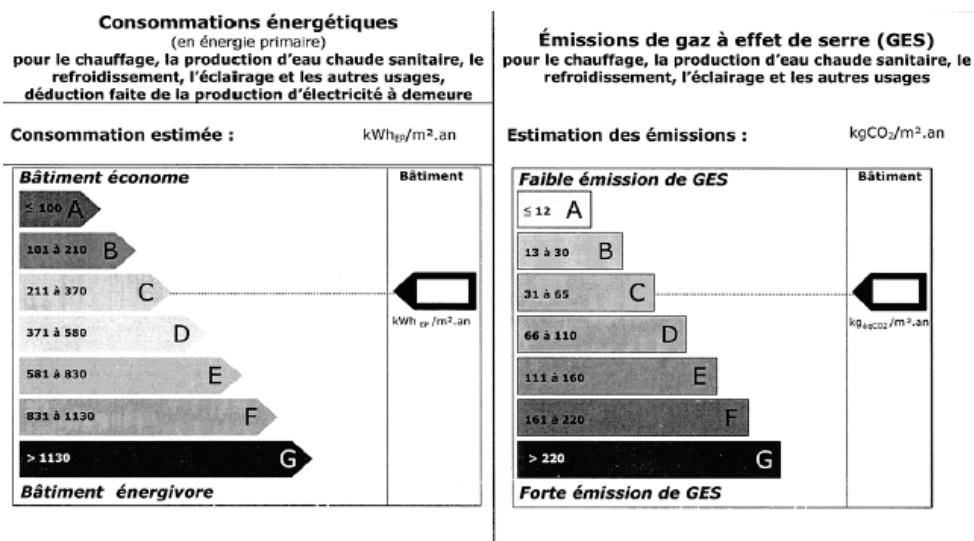 Consommations énergétiques
(en énergie primaire)
pour le chauffage, la production d'eau chaude sanitaire, le
refroidissement, l'éclairage et les autres usages,
déduction faite de la production d'électricité à demeure
Consommation estimée : kWhEP/m².an
Bâtiment économe Bâtiment
≤ 100 A
101 à 210 B
211 à 370 C
kWh EP /m².an
371 à 580 D
581 à 830 E
831 à 1130 F
> 1130 G
Bâtiment énergivore
Émissions de gaz à effet de serre (GES)
pour le chauffage, la production d'eau chaude sanitaire, le
refroidissement, l'éclairage et les autres usages
Estimation des émissions : kgCO₂/m².an
Faible émission de GES Bâtiment
≤ 12 A
13 à 30 B
31 à 65 C
kgéqCO2/m².an
66 à 110 D
111 à 160 E
161 à 220 F
> 220 G
Forte émission de GES